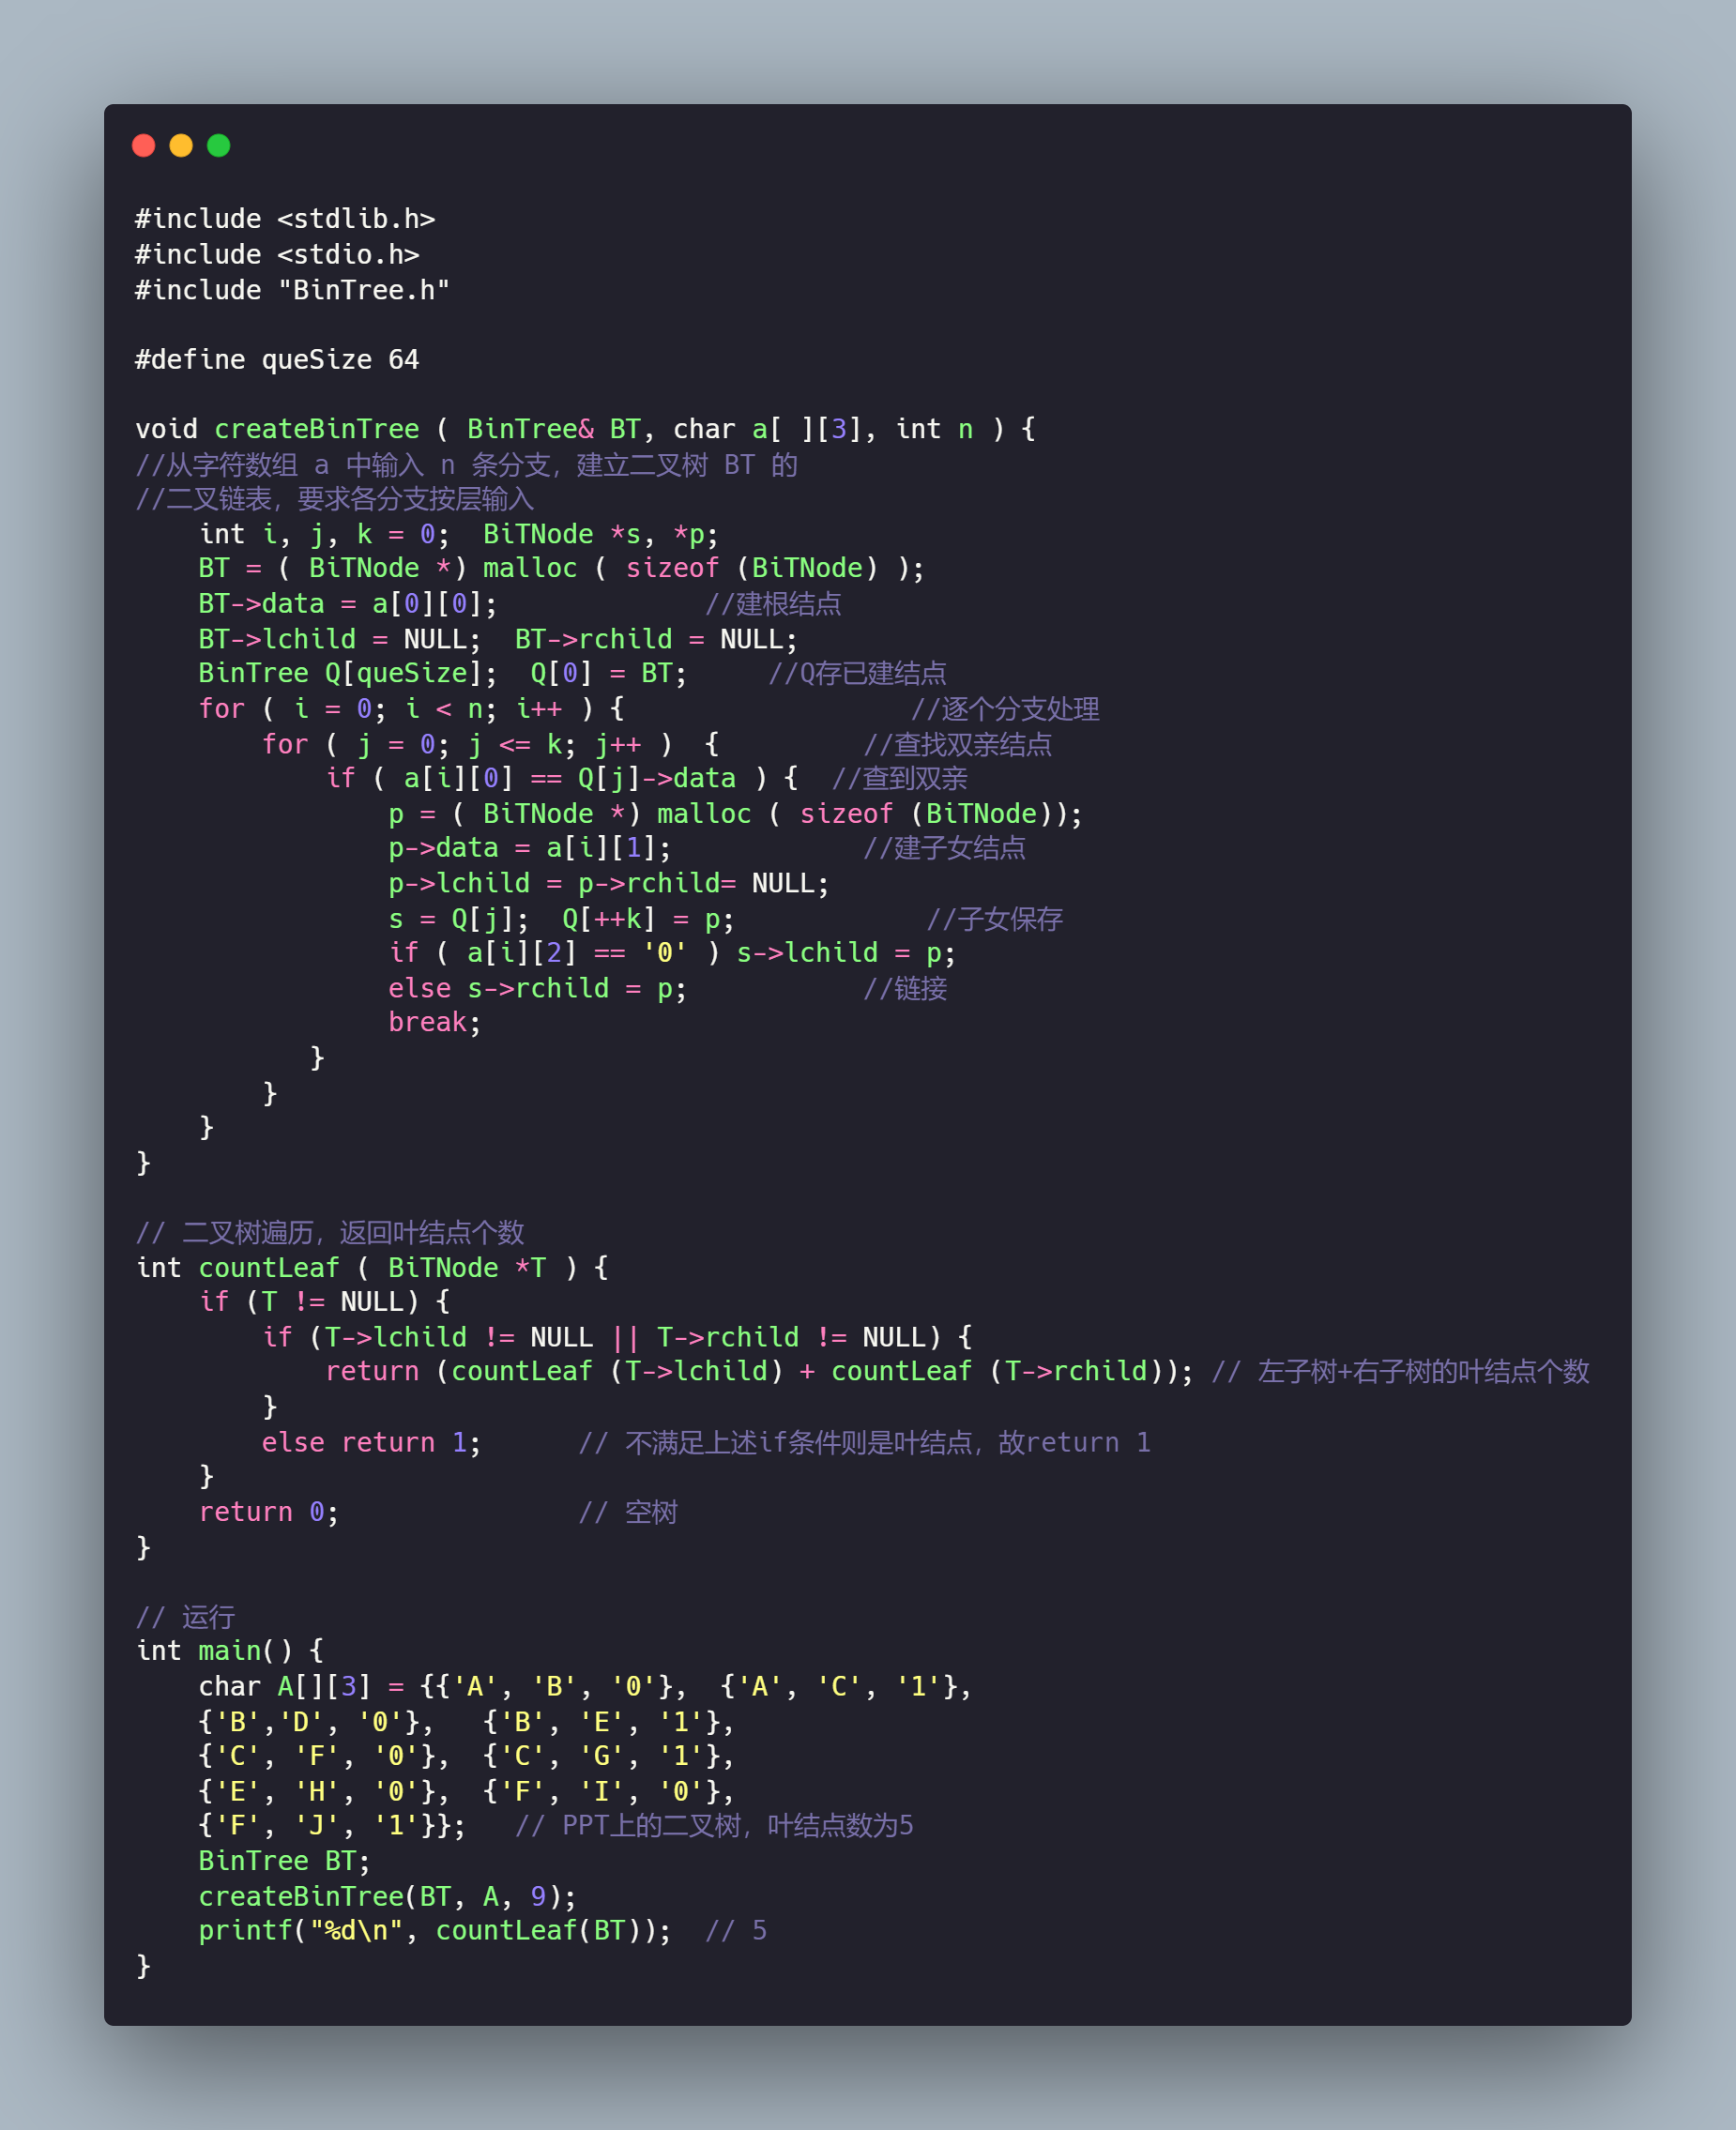 #include <stdlib.h>
#include <stdio.h>
#include "BinTree.h"
#define queSize 64
void createBinTree ( BinTree& BT, char a[ ][3], int n ) {
//从字符数组 a 中输入 n 条分支，建立二叉树 BT 的
//二叉链表，要求各分支按层输入
    int i, j, k = 0;  BiTNode *s, *p;
    BT = ( BiTNode *) malloc ( sizeof (BiTNode) );
    BT->data = a[0][0];             //建根结点
    BT->lchild = NULL;  BT->rchild = NULL;
    BinTree Q[queSize];  Q[0] = BT;     //Q存已建结点
    for ( i = 0; i < n; i++ ) {                  //逐个分支处理
        for ( j = 0; j <= k; j++ )  {         //查找双亲结点
            if ( a[i][0] == Q[j]->data ) {  //查到双亲
                p = ( BiTNode *) malloc ( sizeof (BiTNode));
                p->data = a[i][1];            //建子女结点
                p->lchild = p->rchild= NULL;
                s = Q[j];  Q[++k] = p;            //子女保存
                if ( a[i][2] == '0' ) s->lchild = p;
                else s->rchild = p;           //链接
                break;
           }
        }
    }
}
// 二叉树遍历，返回叶结点个数
int countLeaf ( BiTNode *T ) {
    if (T != NULL) {
        if (T->lchild != NULL || T->rchild != NULL) {
            return (countLeaf (T->lchild) + countLeaf (T->rchild)); // 左子树+右子树的叶结点个数
        }
        else return 1;      // 不满足上述if条件则是叶结点，故return 1
    }
    return 0;               // 空树
}
// 运行
int main() {
    char A[][3] = {{'A', 'B', '0'},  {'A', 'C', '1'},
    {'B','D', '0'},   {'B', 'E', '1'},
    {'C', 'F', '0'},  {'C', 'G', '1'},
    {'E', 'H', '0'},  {'F', 'I', '0'},
    {'F', 'J', '1'}};   // PPT上的二叉树，叶结点数为5
    BinTree BT;
    createBinTree(BT, A, 9);
    printf("%d\n", countLeaf(BT));  // 5
}